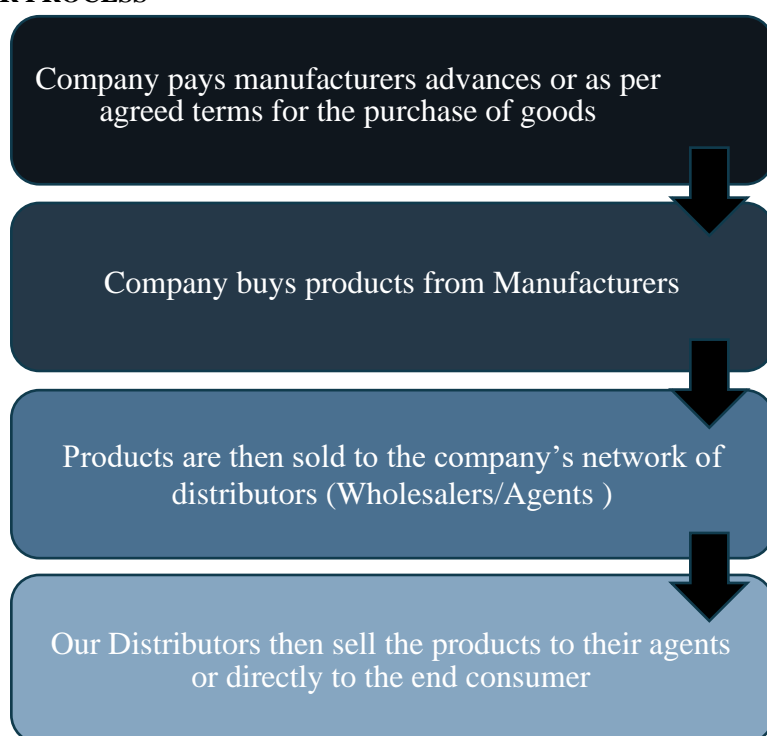 R PROCESS
Company pays manufacturers advances or as per
agreed terms for the purchase of goods
Company buys products from Manufacturers
Products are then sold to the company’s network of
distributors (Wholesalers/Agents )
Our Distributors then sell the products to their agents
or directly to the end consumer